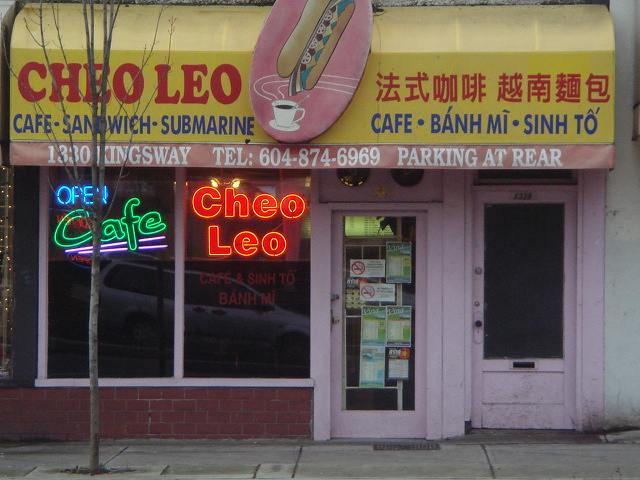 CHEO LEO
法式咖啡 越南麵包
CAFE • SANDWICH • SUBMARINE
CAFE • BÁNH MÌ • SINH TỐ
1330 KINGSWAY TEL: 604-874-6969 PARKING AT REAR
OPEN
Cafe
Cheo
Leo
CAFÉ & SINH TỐ
BÁNH MÌ